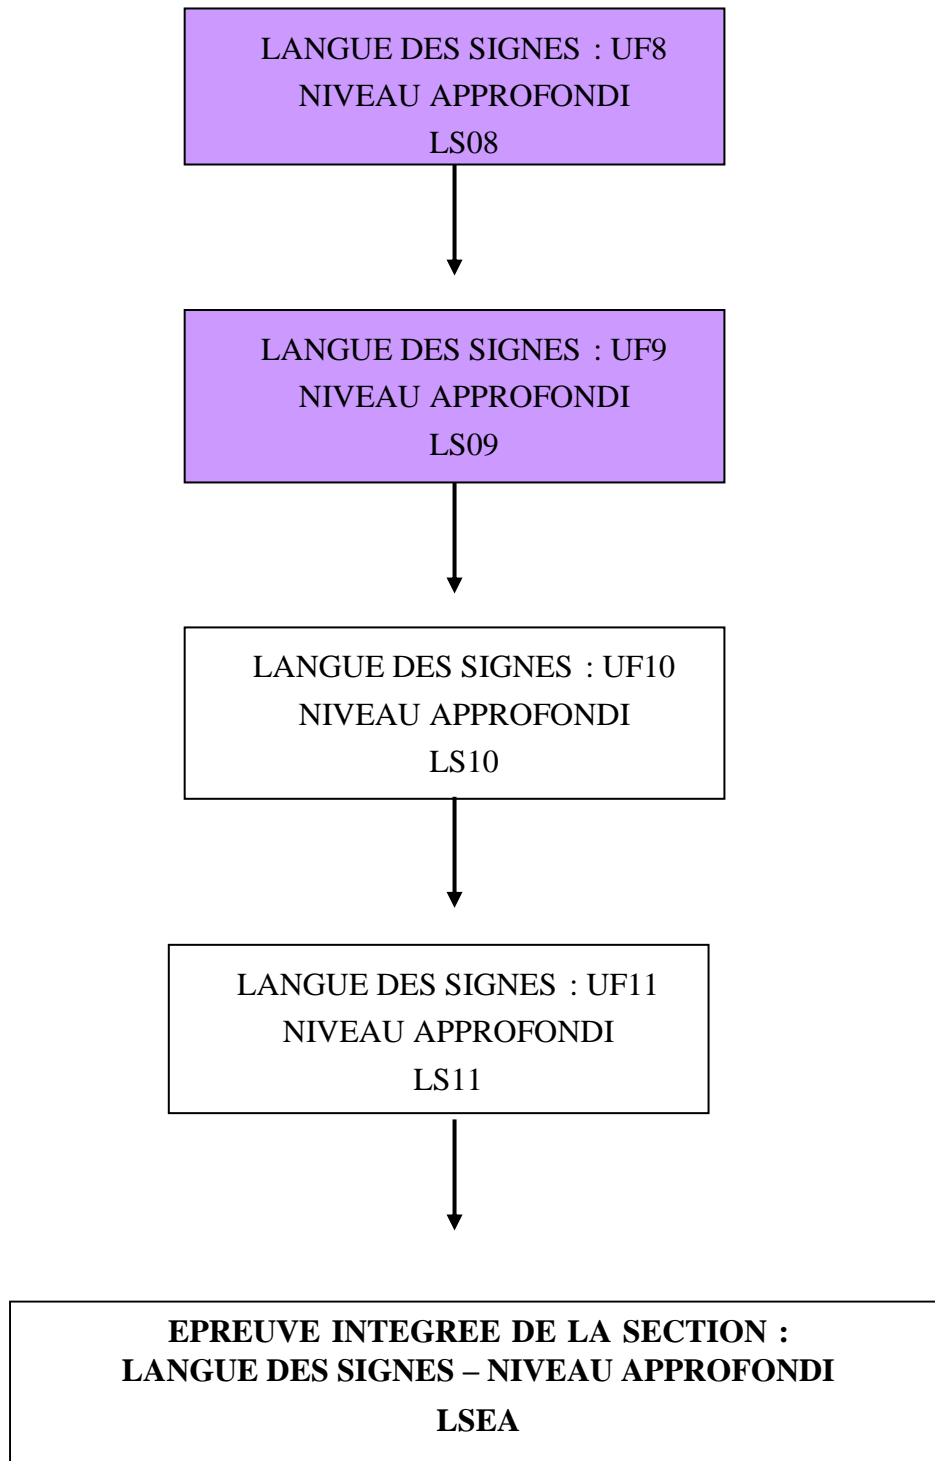 LANGUE DES SIGNES : UF8
NIVEAU APPROFONDI
LS08
LANGUE DES SIGNES : UF9
NIVEAU APPROFONDI
LS09
LANGUE DES SIGNES : UF10
NIVEAU APPROFONDI
LS10
LANGUE DES SIGNES : UF11
NIVEAU APPROFONDI
LS11
EPREUVE INTEGREE DE LA SECTION :
LANGUE DES SIGNES – NIVEAU APPROFONDI
LSEA